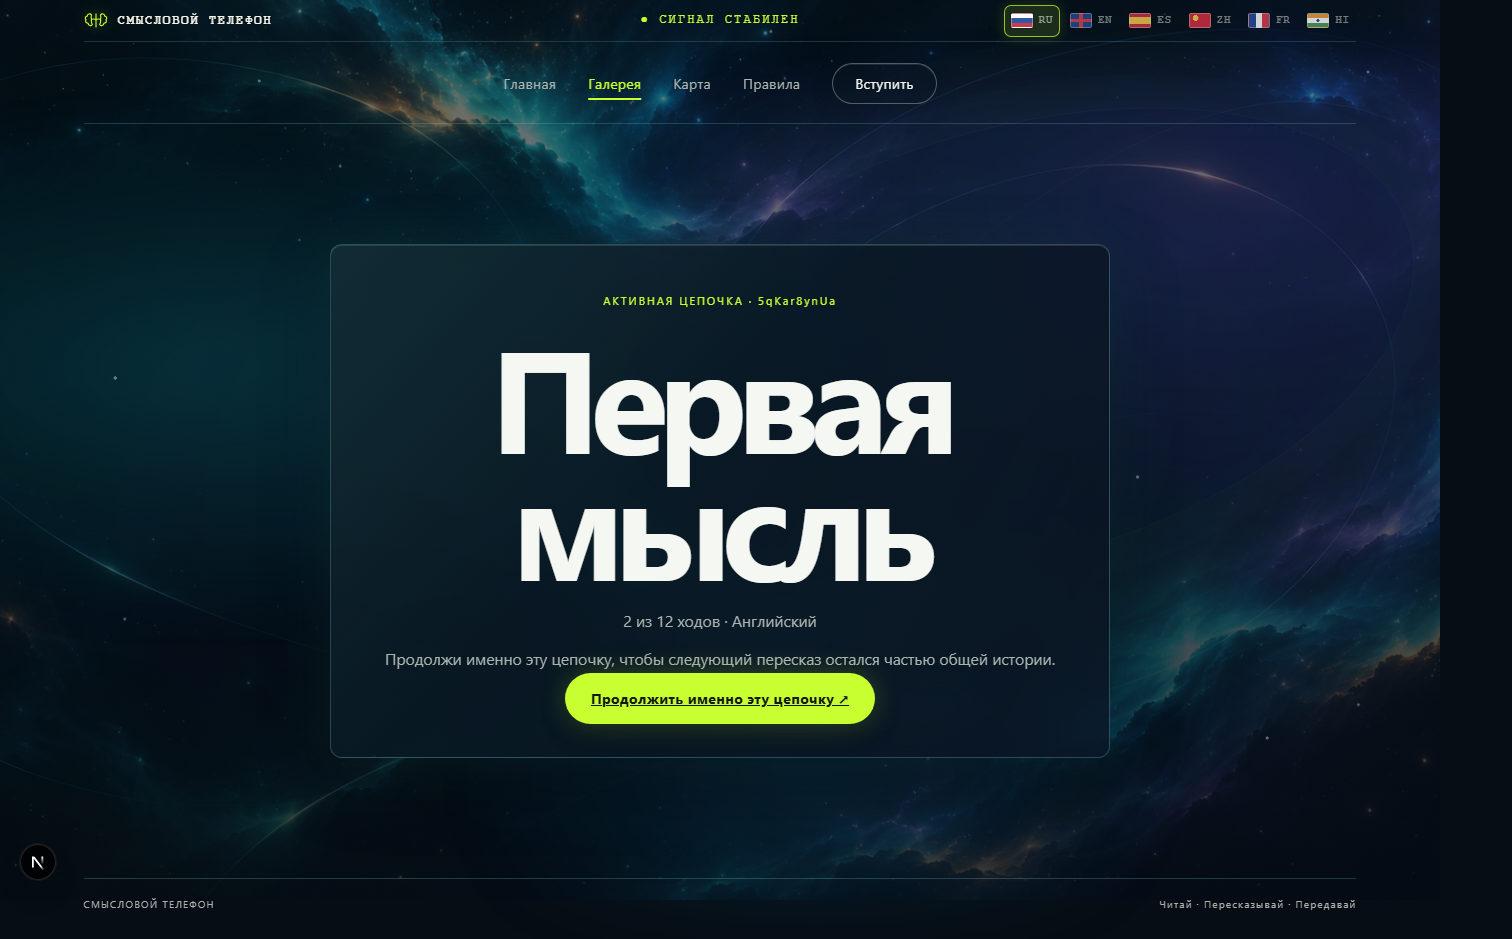 СМЫСЛОВОЙ ТЕЛЕФОН
СИГНАЛ СТАБИЛЕН
RU EN ES ZH FR HI
Главная Галерея Карта Правила Вступить
АКТИВНАЯ ЦЕПОЧКА · 5qKar8ynUa
Первая
мысль
2 из 12 ходов · Английский
Продолжи именно эту цепочку, чтобы следующий пересказ остался частью общей истории.
Продолжить именно эту цепочку ↗
N
СМЫСЛОВОЙ ТЕЛЕФОН
Читай · Пересказывай · Передавай